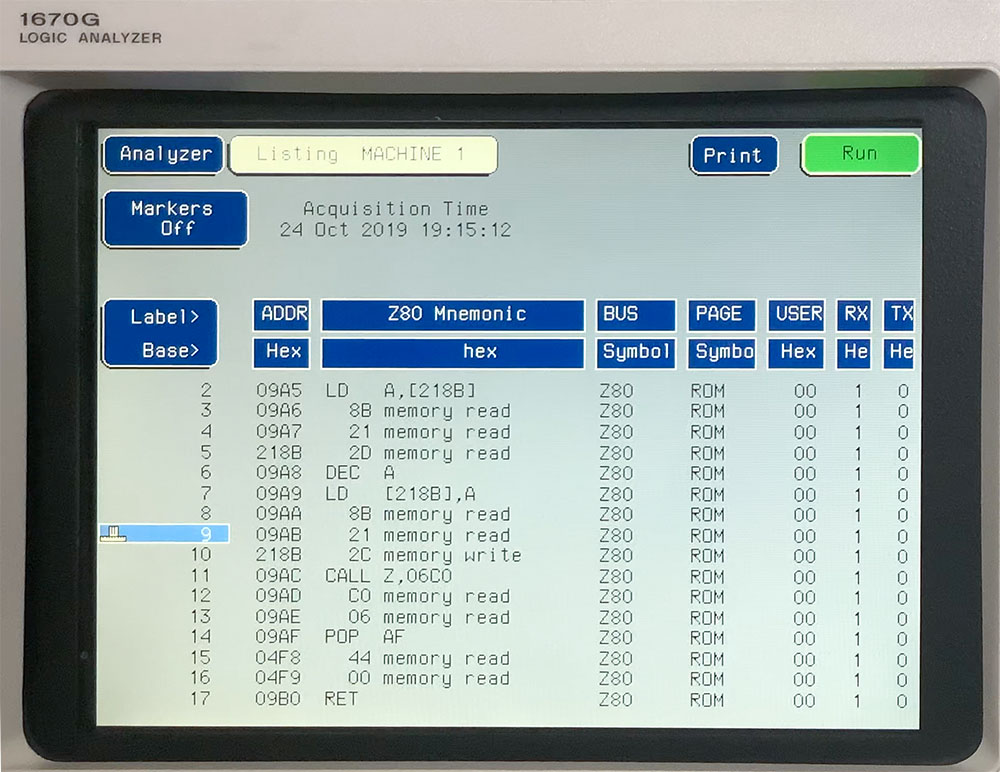 1670G
LOGIC ANALYZER
Analyzer Listing MACHINE 1 Print Run
Markers Off
Acquisition Time
24 Oct 2019 19:15:12
Label> ADDR Z80 Mnemonic BUS PAGE USER RX TX
Base> Hex hex Symbol Symbo Hex He He
2 09A5 LD A,[218B] Z80 ROM 00 1 0
3 09A6 8B memory read Z80 ROM 00 1 0
4 09A7 21 memory read Z80 ROM 00 1 0
5 218B 2D memory read Z80 ROM 00 1 0
6 09A8 DEC A Z80 ROM 00 1 0
7 09A9 LD [218B],A Z80 ROM 00 1 0
8 09AA 8B memory read Z80 ROM 00 1 0
9 09AB 21 memory read Z80 ROM 00 1 0
10 218B 2C memory write Z80 ROM 00 1 0
11 09AC CALL Z,06C0 Z80 ROM 00 1 0
12 09AD C0 memory read Z80 ROM 00 1 0
13 09AE 06 memory read Z80 ROM 00 1 0
14 09AF POP AF Z80 ROM 00 1 0
15 04F8 44 memory read Z80 ROM 00 1 0
16 04F9 00 memory read Z80 ROM 00 1 0
17 09B0 RET Z80 ROM 00 1 0